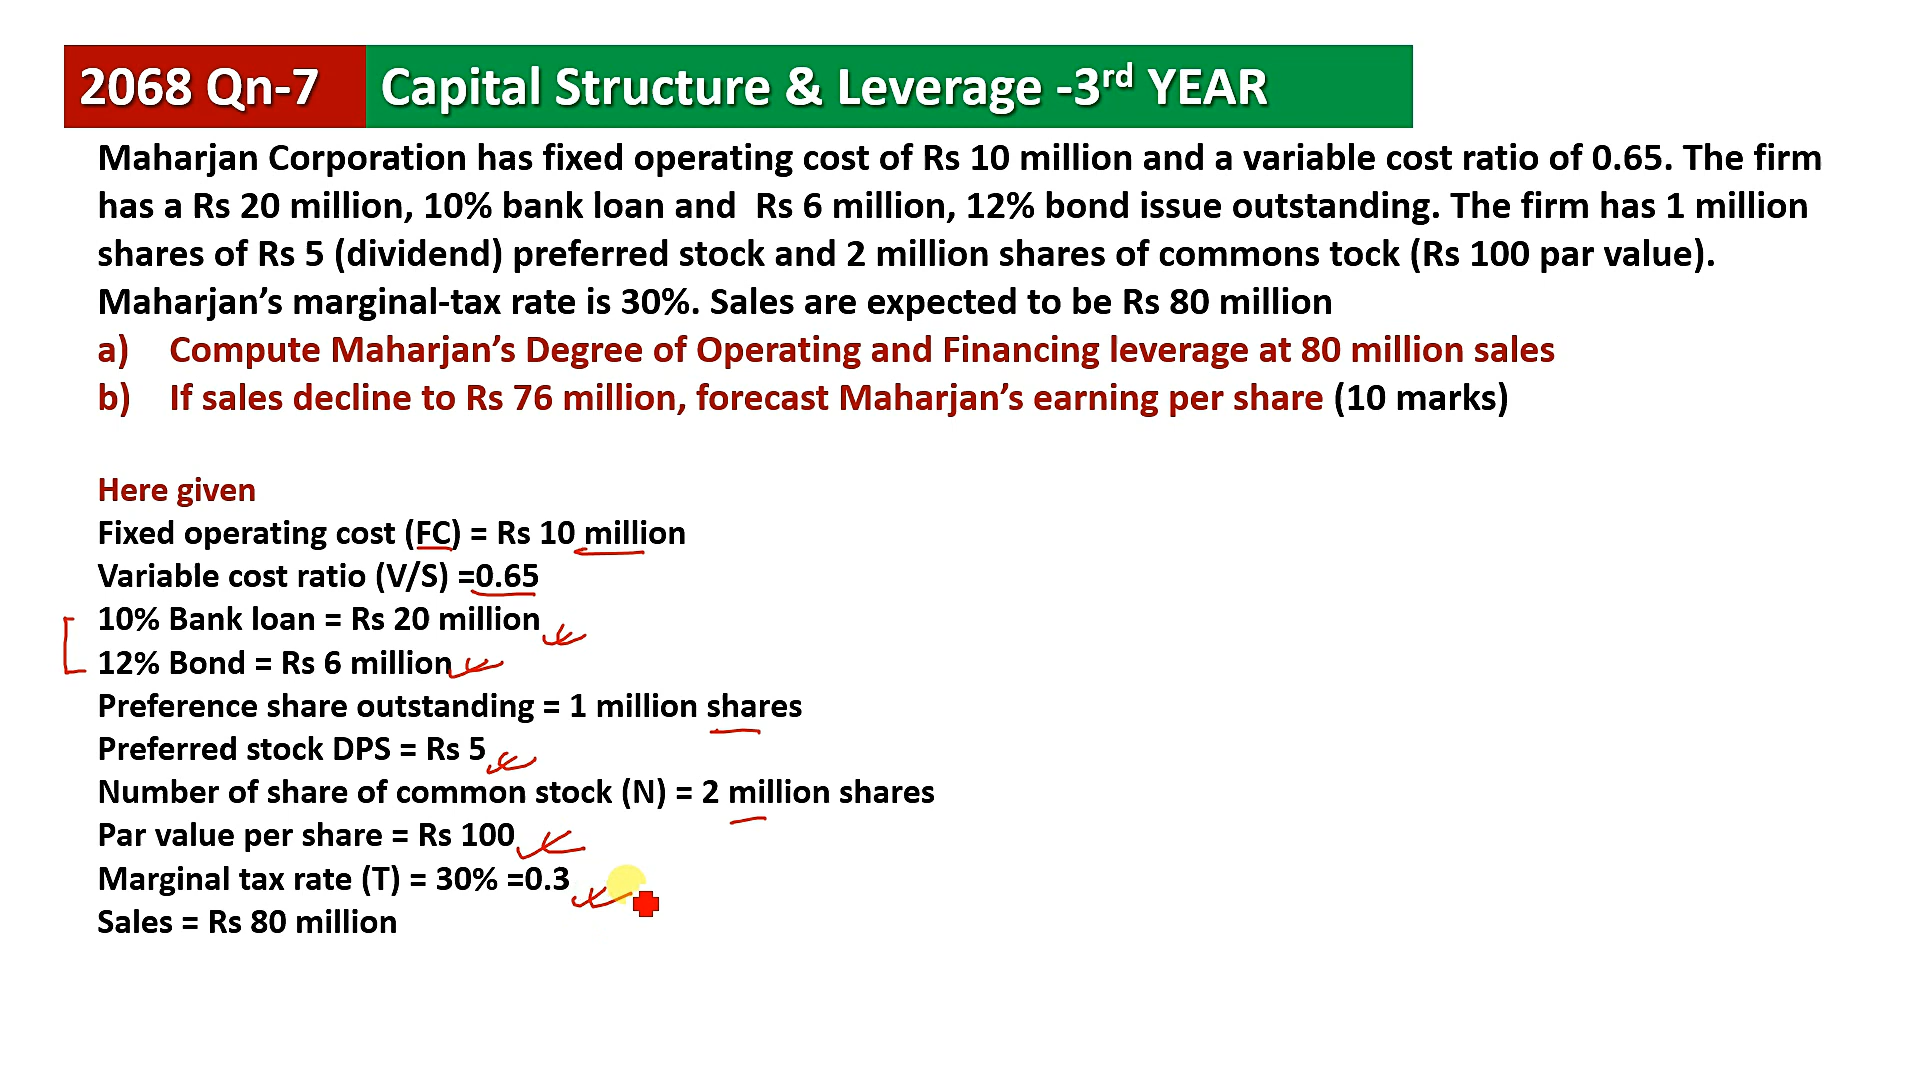 2068 Qn-7 Capital Structure & Leverage -3rd YEAR
Maharjan Corporation has fixed operating cost of Rs 10 million and a variable cost ratio of 0.65. The firm
has a Rs 20 million, 10% bank loan and Rs 6 million, 12% bond issue outstanding. The firm has 1 million
shares of Rs 5 (dividend) preferred stock and 2 million shares of commons tock (Rs 100 par value).
Maharjan’s marginal-tax rate is 30%. Sales are expected to be Rs 80 million
a) Compute Maharjan’s Degree of Operating and Financing leverage at 80 million sales
b) If sales decline to Rs 76 million, forecast Maharjan’s earning per share (10 marks)
Here given
Fixed operating cost (FC) = Rs 10 million
Variable cost ratio (V/S) =0.65
10% Bank loan = Rs 20 million
12% Bond = Rs 6 million
Preference share outstanding = 1 million shares
Preferred stock DPS = Rs 5
Number of share of common stock (N) = 2 million shares
Par value per share = Rs 100
Marginal tax rate (T) = 30% =0.3
Sales = Rs 80 million